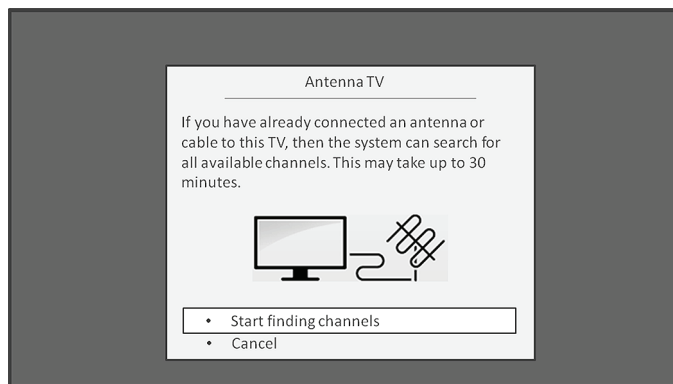 Antenna TV
If you have already connected an antenna or
cable to this TV, then the system can search for
all available channels. This may take up to 30
minutes.
• Start finding channels
• Cancel